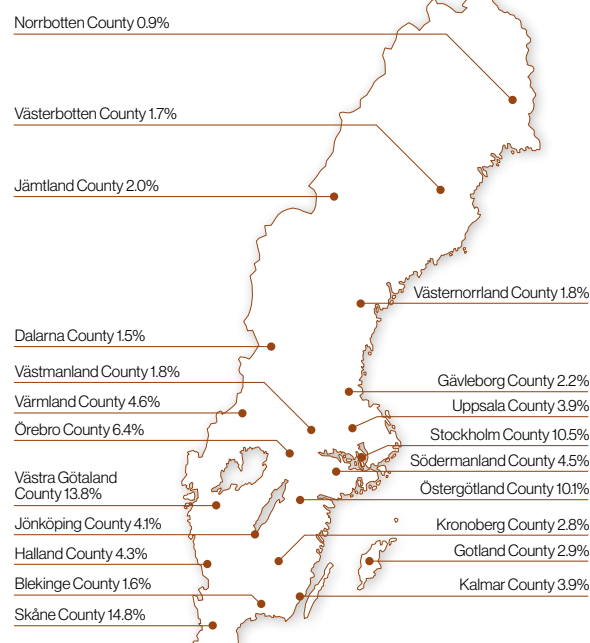 Norrbotten County 0.9%
Västerbotten County 1.7%
Jämtland County 2.0%
Västernorrland County 1.8%
Dalarna County 1.5%
Västmanland County 1.8%
Gävleborg County 2.2%
Värmland County 4.6%
Uppsala County 3.9%
Örebro County 6.4%
Stockholm County 10.5%
Södermanland County 4.5%
Västra Götaland
County 13.8%
Östergötland County 10.1%
Jönköping County 4.1%
Kronoberg County 2.8%
Halland County 4.3%
Gotland County 2.9%
Blekinge County 1.6%
Kalmar County 3.9%
Skåne County 14.8%